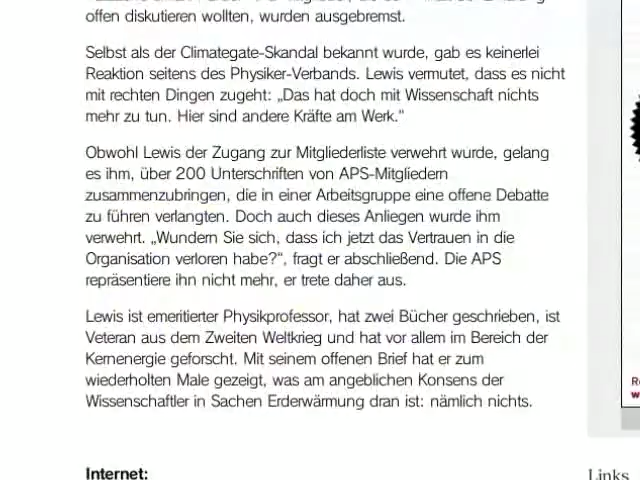 offen diskutieren wollten, wurden ausgebremst.
Selbst als der Climategate-Skandal bekannt wurde, gab es keinerlei
Reaktion seitens des Physiker-Verbands. Lewis vermutet, dass es nicht
mit rechten Dingen zugeht: „Das hat doch mit Wissenschaft nichts
mehr zu tun. Hier sind andere Kräfte am Werk.“
Obwohl Lewis der Zugang zur Mitgliederliste verwehrt wurde, gelang
es ihm, über 200 Unterschriften von APS-Mitgliedern
zusammenzubringen, die in einer Arbeitsgruppe eine offene Debatte
zu führen verlangten. Doch auch dieses Anliegen wurde ihm
verwehrt. „Wundern Sie sich, dass ich jetzt das Vertrauen in die
Organisation verloren habe?“, fragt er abschließend. Die APS
repräsentiere ihn nicht mehr, er trete daher aus.
Lewis ist emeritierter Physikprofessor, hat zwei Bücher geschrieben, ist
Veteran aus dem Zweiten Weltkrieg und hat vor allem im Bereich der
Kernenergie geforscht. Mit seinem offenen Brief hat er zum
wiederholten Male gezeigt, was am angeblichen Konsens der
Wissenschaftler in Sachen Erderwärmung dran ist: nämlich nichts.
Internet:
Links